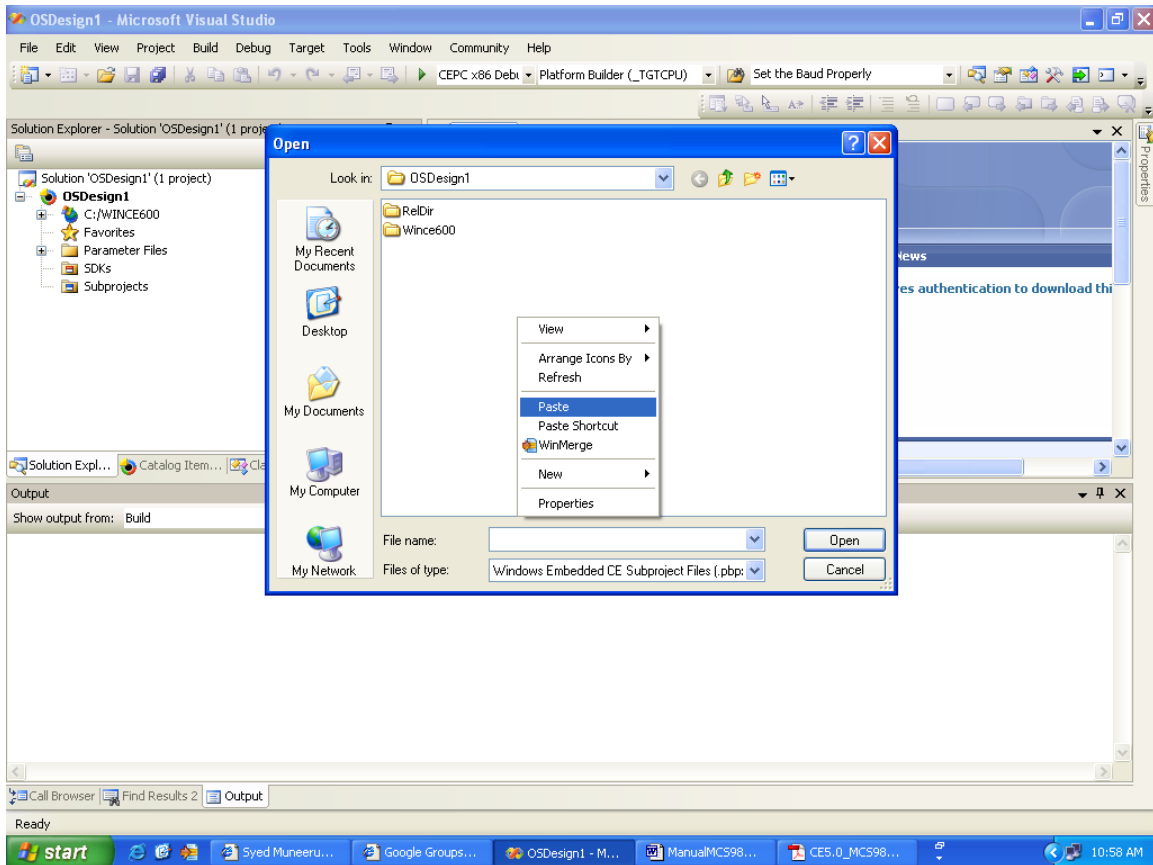 OSDesign1 - Microsoft Visual Studio
File Edit View Project Build Debug Target Tools Window Community Help
CEPC x86 Debu Platform Builder (_TGTCPU) Set the Baud Properly
Solution Explorer - Solution 'OSDesign1' (1 proje
Solution 'OSDesign1' (1 project)
OSDesign1
C:/WINCE600
Favorites
Parameter Files
SDKs
Subprojects
Solution Expl... Catalog Item... Cla
Open
Look in: OSDesign1
My Recent Documents
Desktop
My Documents
My Computer
My Network
RelDir
Wince600
View
Arrange Icons By
Refresh
Paste
Paste Shortcut
WinMerge
New
Properties
File name:
Open
Files of type: Windows Embedded CE Subproject Files (.pbp:
Cancel
News
res authentication to download thi
Properties
Output
Show output from: Build
Call Browser Find Results 2 Output
Ready
start Syed Muneeru... Google Groups... OSDesign1 - M... ManualMCS98... CE5.0_MCS98... 10:58 AM